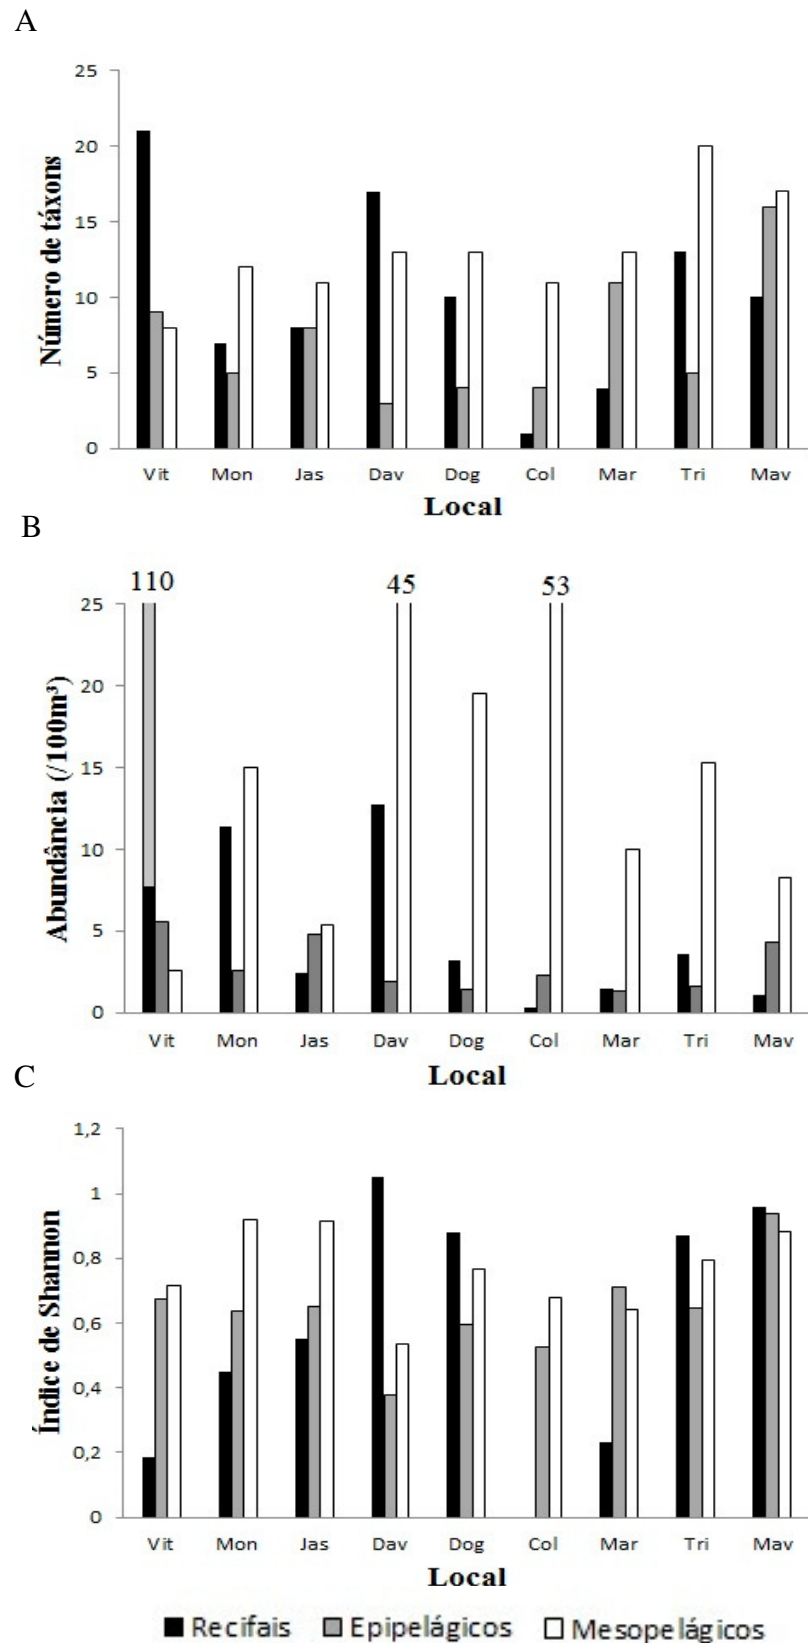 A
25
20
15
10
5
0
Número de táxons
Vit Mon Jas Dav Dog Col Mar Tri Mav
Local
B
110 45 53
25
20
15
10
5
0
Abundância (/100m³)
Vit Mon Jas Dav Dog Col Mar Tri Mav
Local
C
1,2
1
0,8
0,6
0,4
0,2
0
Índice de Shannon
Vit Mon Jas Dav Dog Col Mar Tri Mav
Local
Recifais Epipelágicos Mesopelágicos